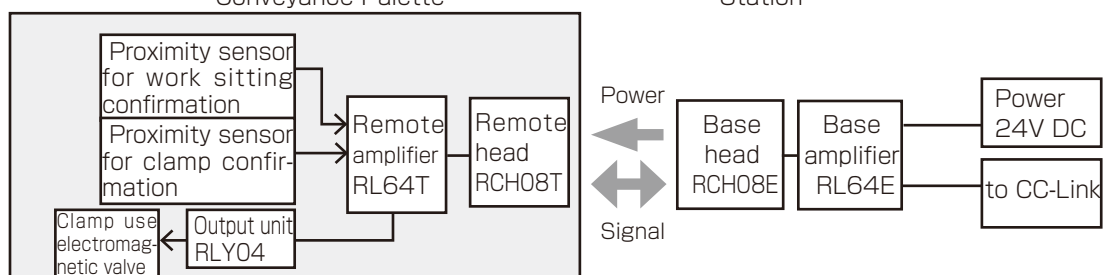 Conveyance Palette
Station
Proximity sensor
for work sitting
confirmation
Proximity sensor
for clamp confir-
mation
Clamp use
electromag-
netic valve
Output unit
RLY04
Remote
amplifier
RL64T
Remote
head
RCH08T
Power
Signal
Base
head
RCH08E
Base
amplifier
RL64E
Power
24V DC
to CC-Link